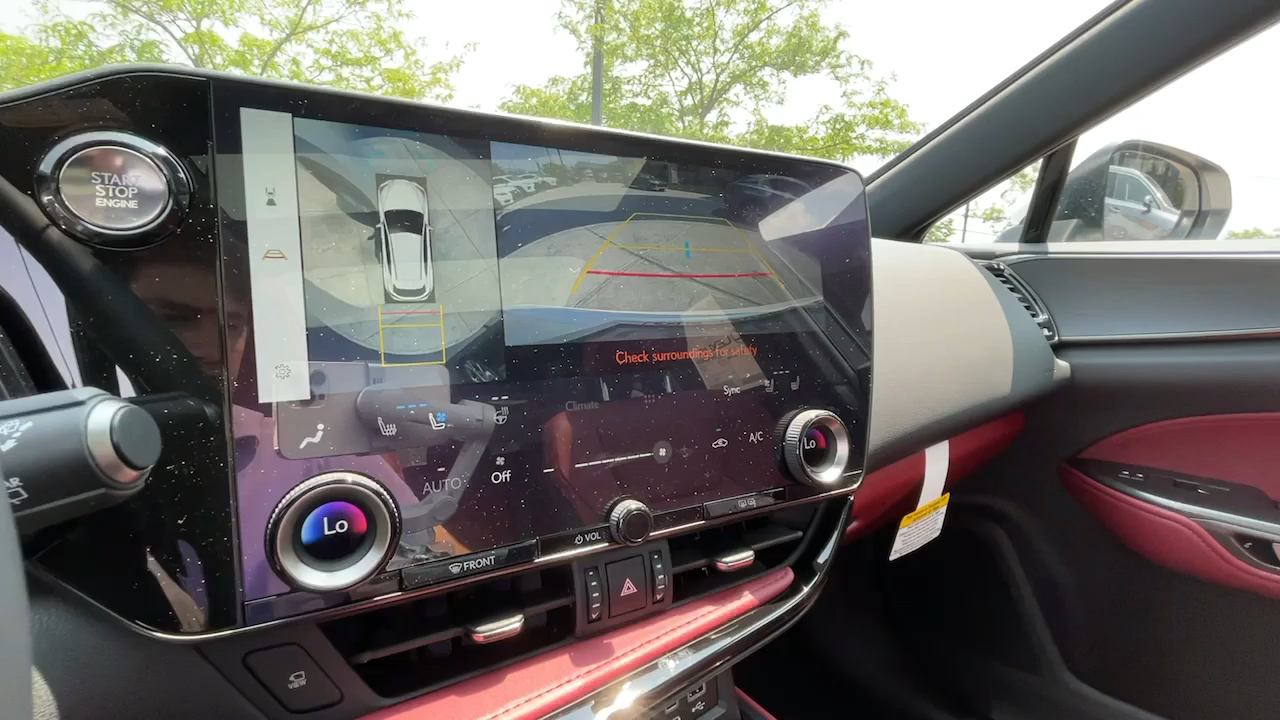 START
STOP
ENGINE
Check surroundings for safety
Climate
Sync
A/C
Lo
AUTO
Off
Lo
VOL
FRONT
VIEW